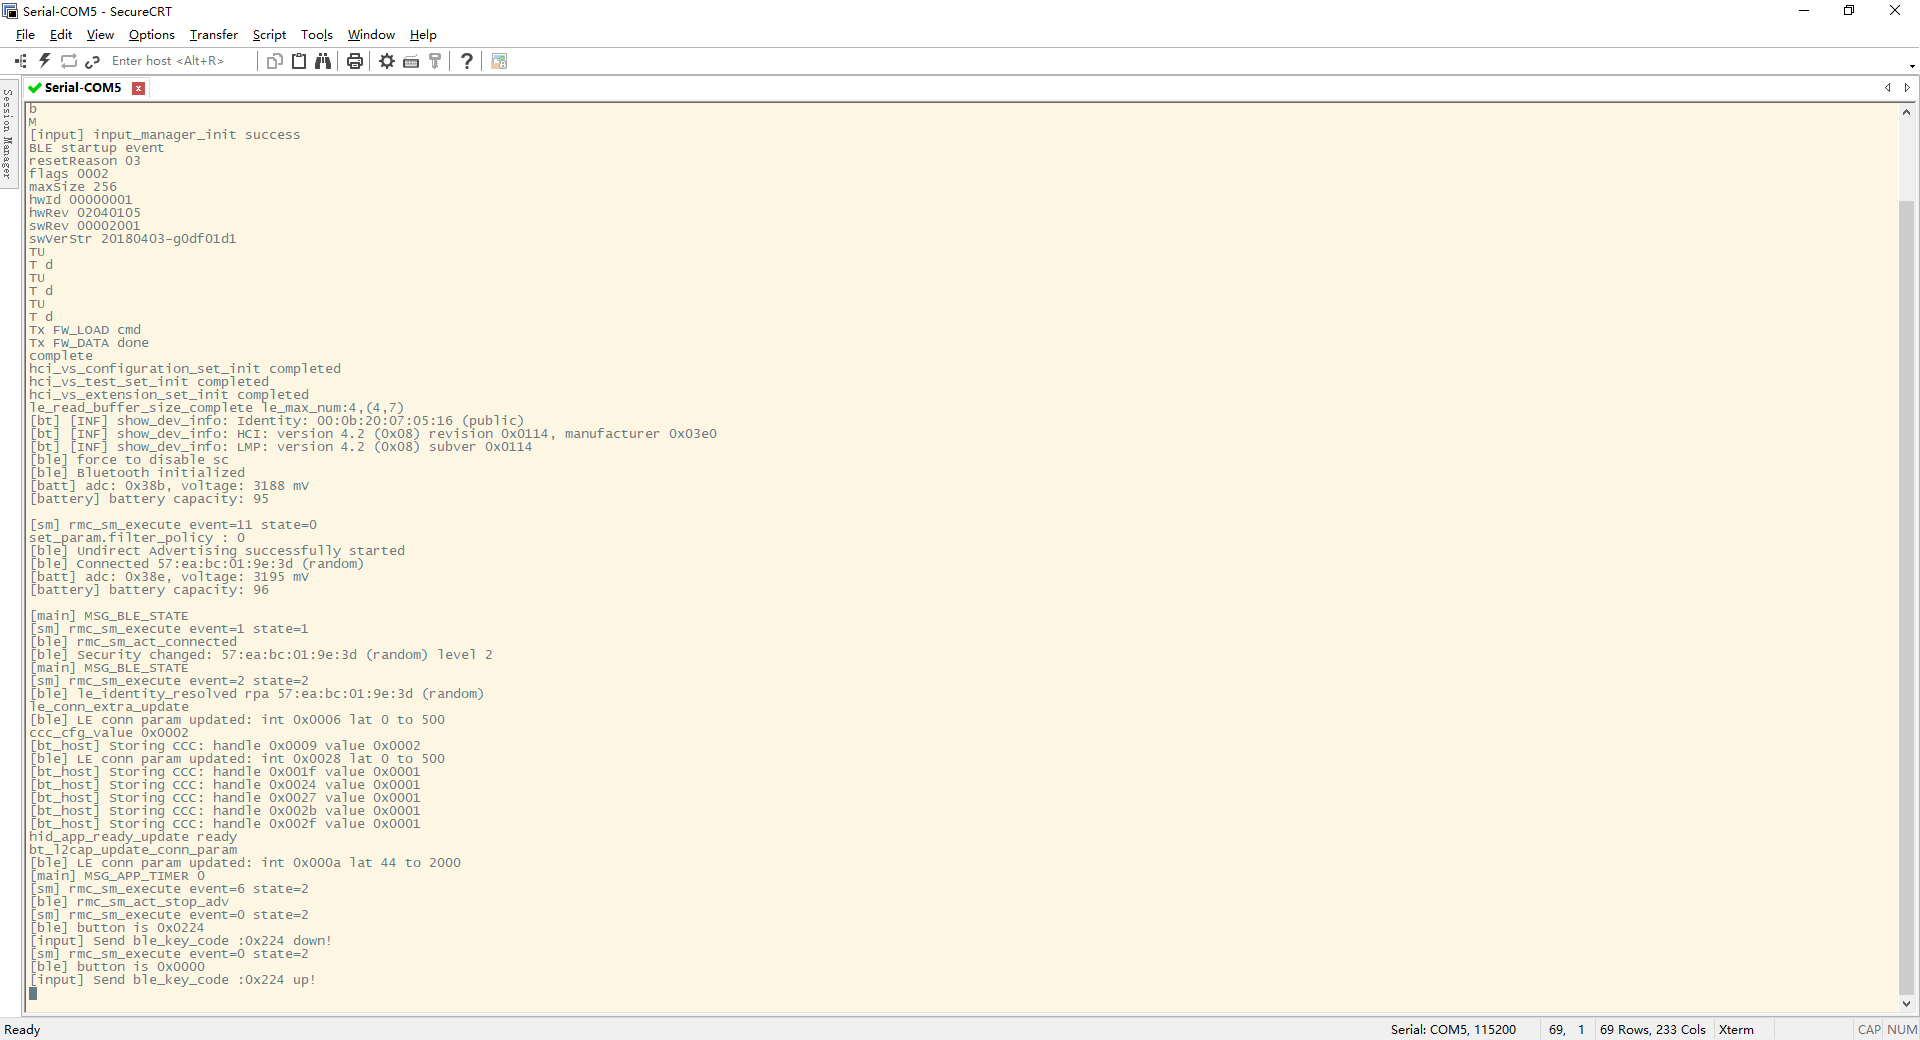 Serial-COM5 - SecureCRT
File Edit View Options Transfer Script Tools Window Help
Enter host <Alt+R>
Session Manager
Serial-COM5
b
M
[input] input_manager_init success
BLE startup event
resetReason 03
flags 0002
maxSize 256
hwId 00000001
hwRev 02040105
swRev 00002001
swVerStr 20180403-g0df01d1
TU
T d
TU
T d
TU
T d
Tx FW_LOAD cmd
Tx FW_DATA done
complete
hci_vs_configuration_set_init completed
hci_vs_test_set_init completed
hci_vs_extension_set_init completed
le_read_buffer_size_complete le_max_num:4,(4,7)
[bt] [INF] show_dev_info: Identity: 00:0b:20:07:05:16 (public)
[bt] [INF] show_dev_info: HCI: version 4.2 (0x08) revision 0x0114, manufacturer 0x03e0
[bt] [INF] show_dev_info: LMP: version 4.2 (0x08) subver 0x0114
[ble] force to disable sc
[ble] Bluetooth initialized
[batt] adc: 0x38b, voltage: 3188 mV
[battery] battery capacity: 95
[sm] rmc_sm_execute event=11 state=0
set_param.filter_policy : 0
[ble] Undirect Advertising successfully started
[ble] Connected 57:ea:bc:01:9e:3d (random)
[batt] adc: 0x38e, voltage: 3195 mV
[battery] battery capacity: 96
[main] MSG_BLE_STATE
[sm] rmc_sm_execute event=1 state=1
[ble] rmc_sm_act_connected
[ble] Security changed: 57:ea:bc:01:9e:3d (random) level 2
[main] MSG_BLE_STATE
[sm] rmc_sm_execute event=2 state=2
[ble] le_identity_resolved rpa 57:ea:bc:01:9e:3d (random)
le_conn_extra_update
[ble] LE conn param updated: int 0x0006 lat 0 to 500
ccc_cfg_value 0x0002
[bt_host] Storing CCC: handle 0x0009 value 0x0002
[ble] LE conn param updated: int 0x0028 lat 0 to 500
[bt_host] Storing CCC: handle 0x001f value 0x0001
[bt_host] Storing CCC: handle 0x0024 value 0x0001
[bt_host] Storing CCC: handle 0x0027 value 0x0001
[bt_host] Storing CCC: handle 0x002b value 0x0001
[bt_host] Storing CCC: handle 0x002f value 0x0001
hid_app_ready_update ready
bt_l2cap_update_conn_param
[ble] LE conn param updated: int 0x000a lat 44 to 2000
[main] MSG_APP_TIMER 0
[sm] rmc_sm_execute event=6 state=2
[ble] rmc_sm_act_stop_adv
[sm] rmc_sm_execute event=0 state=2
[ble] button is 0x0224
[input] Send ble_key_code :0x224 down!
[sm] rmc_sm_execute event=0 state=2
[ble] button is 0x0000
[input] Send ble_key_code :0x224 up!
Ready Serial: COM5, 115200 69, 1 69 Rows, 233 Cols Xterm CAP NUM